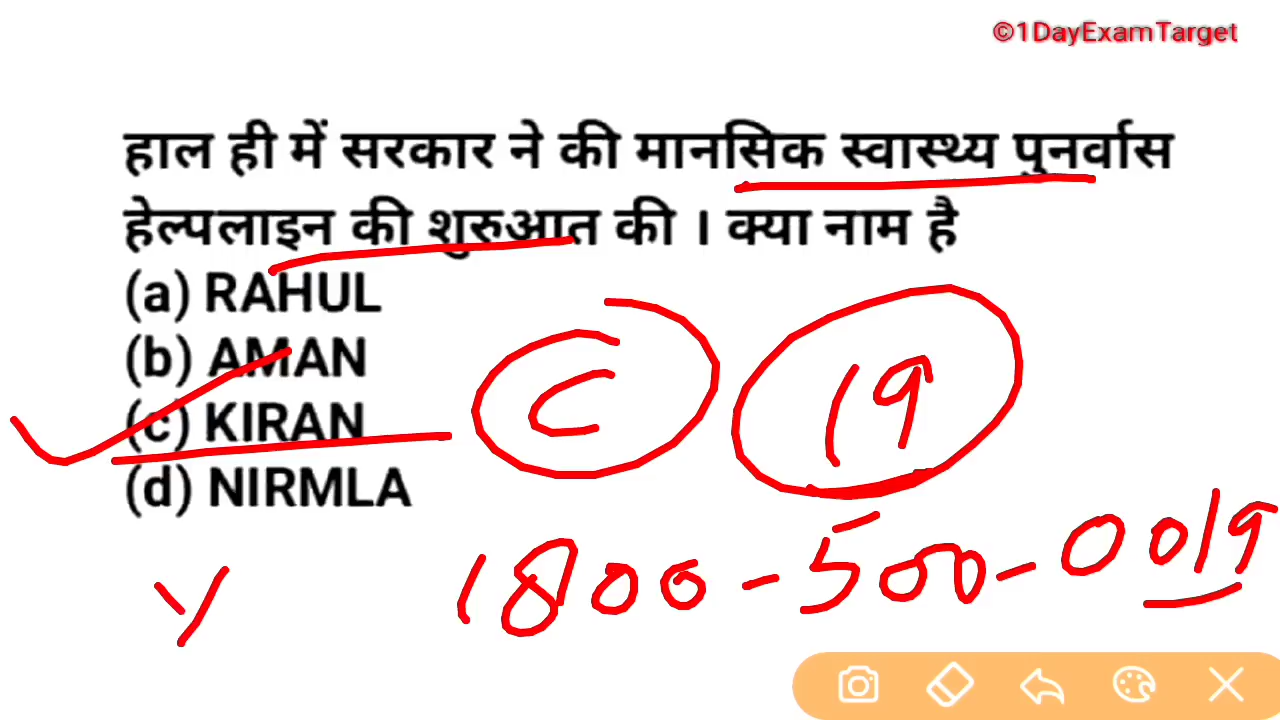 ©1DayExamTarget
हाल ही में सरकार ने की मानसिक स्वास्थ्य पुनर्वास
हेल्पलाइन की शुरुआत की । क्या नाम है
(a) RAHUL
(b) AMAN
(c) KIRAN
(d) NIRMLA
C 19
1800-500-0019
Y